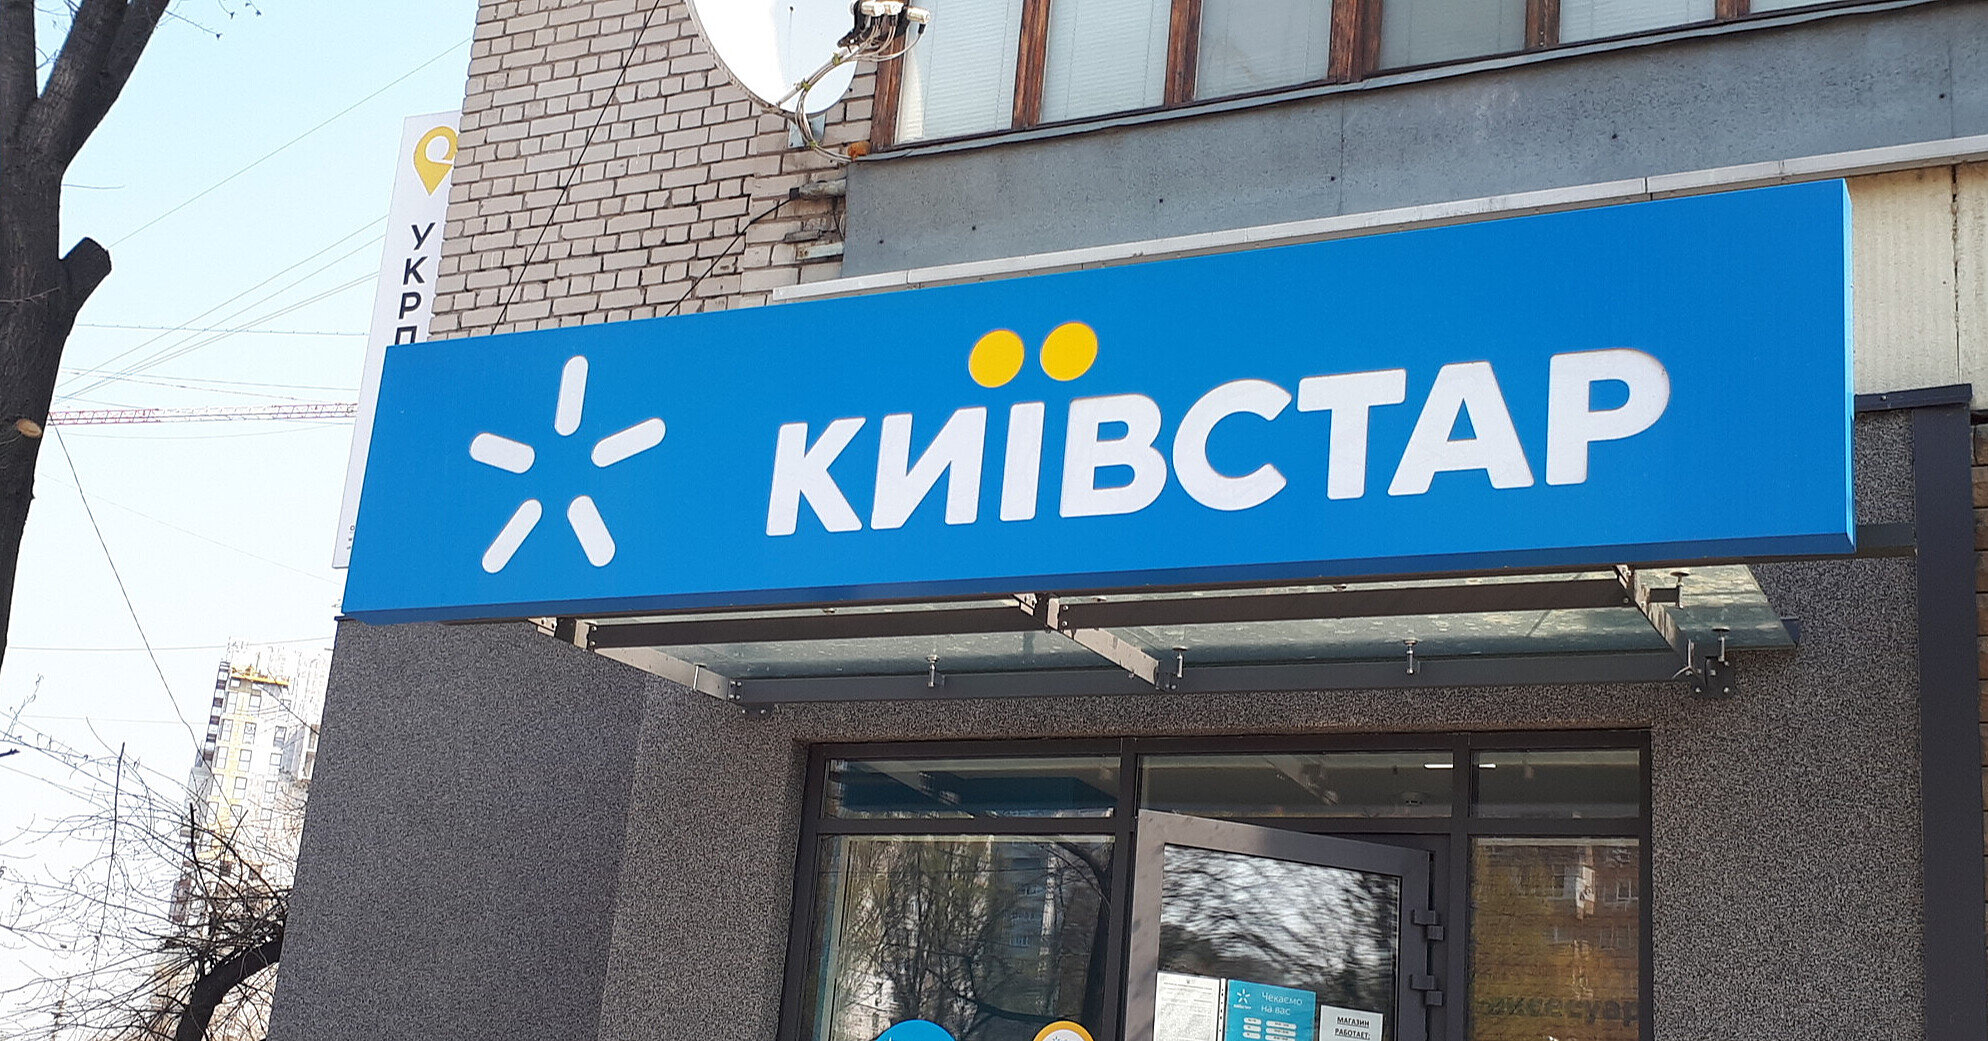 УКРП
КИЇВСТАР
Чекаємо
на вас
МАГАЗИН
РАБОТАЕТ: